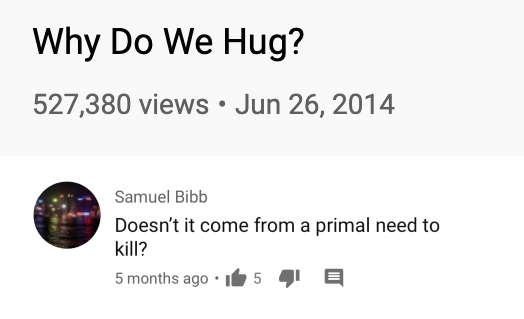 Why Do We Hug?
527,380 views • Jun 26, 2014
Samuel Bibb
Doesn't it come from a primal need to
kill?
5 months ago • 5